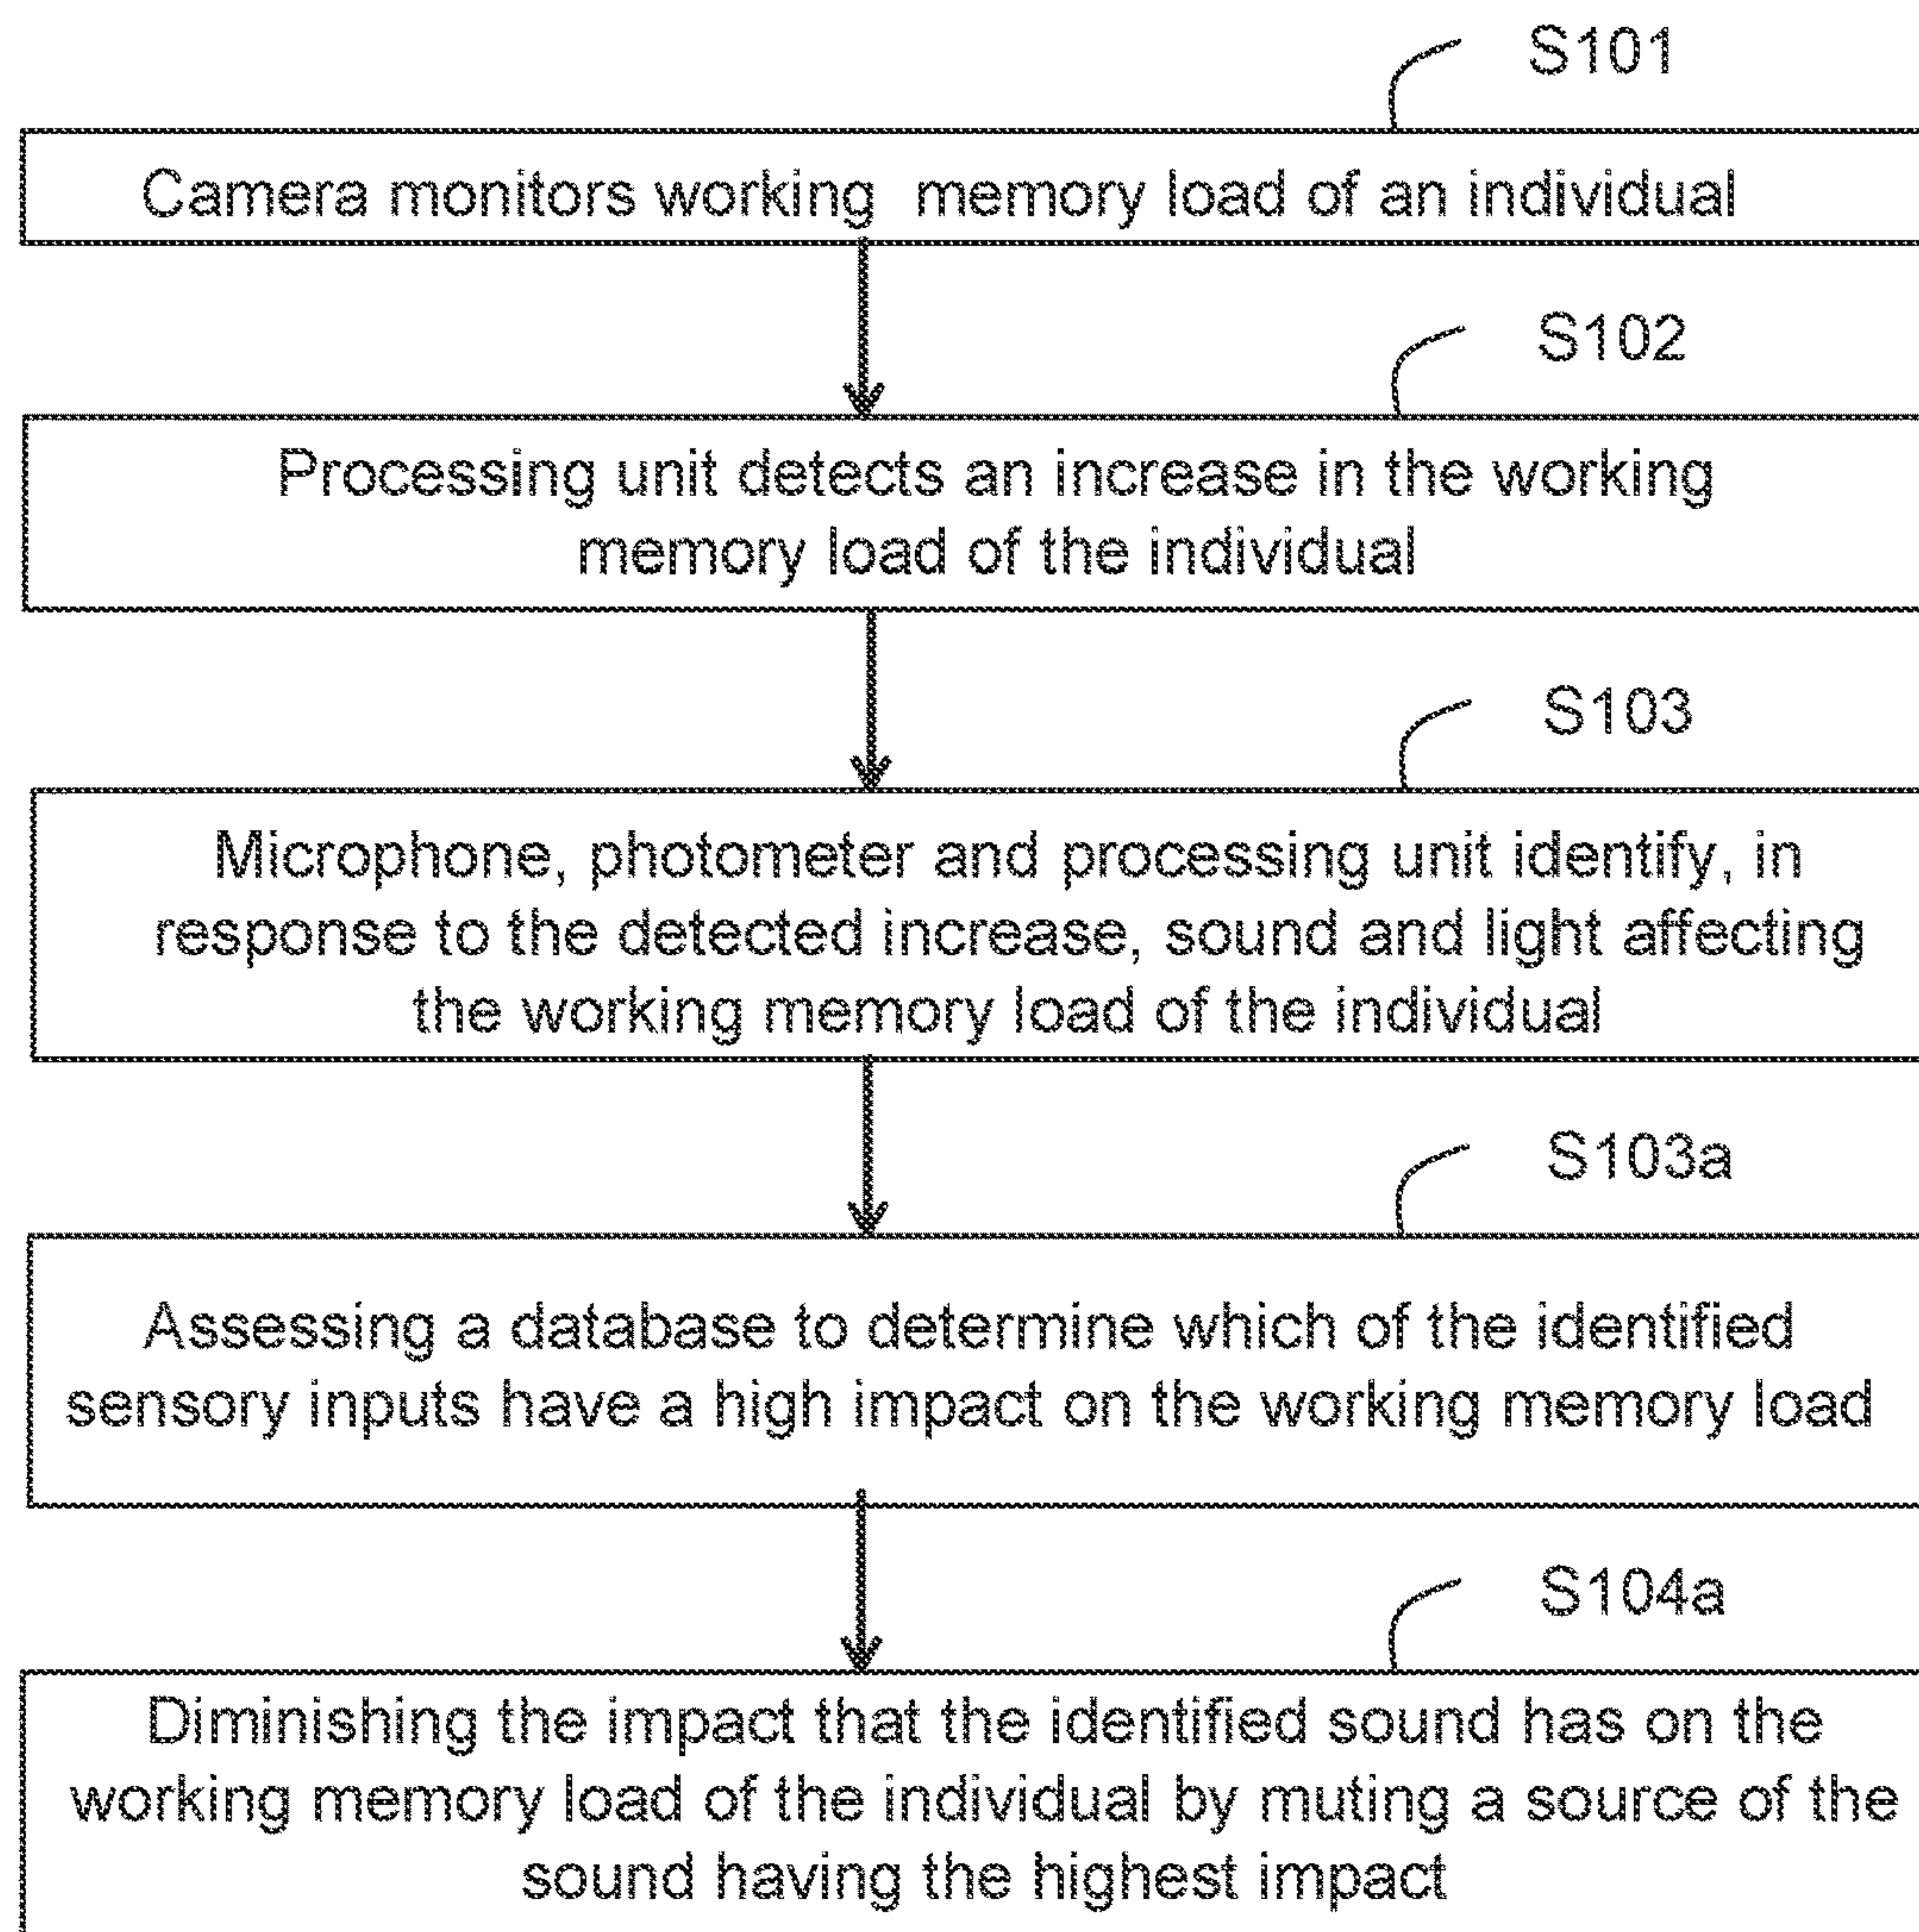 S101
Camera monitors working memory load of an individual
S102
Processing unit detects an increase in the working
memory load of the individual
S103
Microphone, photometer and processing unit identify, in
response to the detected increase, sound and light affecting
the working memory load of the individual
S103a
Assessing a database to determine which of the identified
sensory inputs have a high impact on the working memory load
S104a
Diminishing the impact that the identified sound has on the
working memory load of the individual by muting a source of the
sound having the highest impact